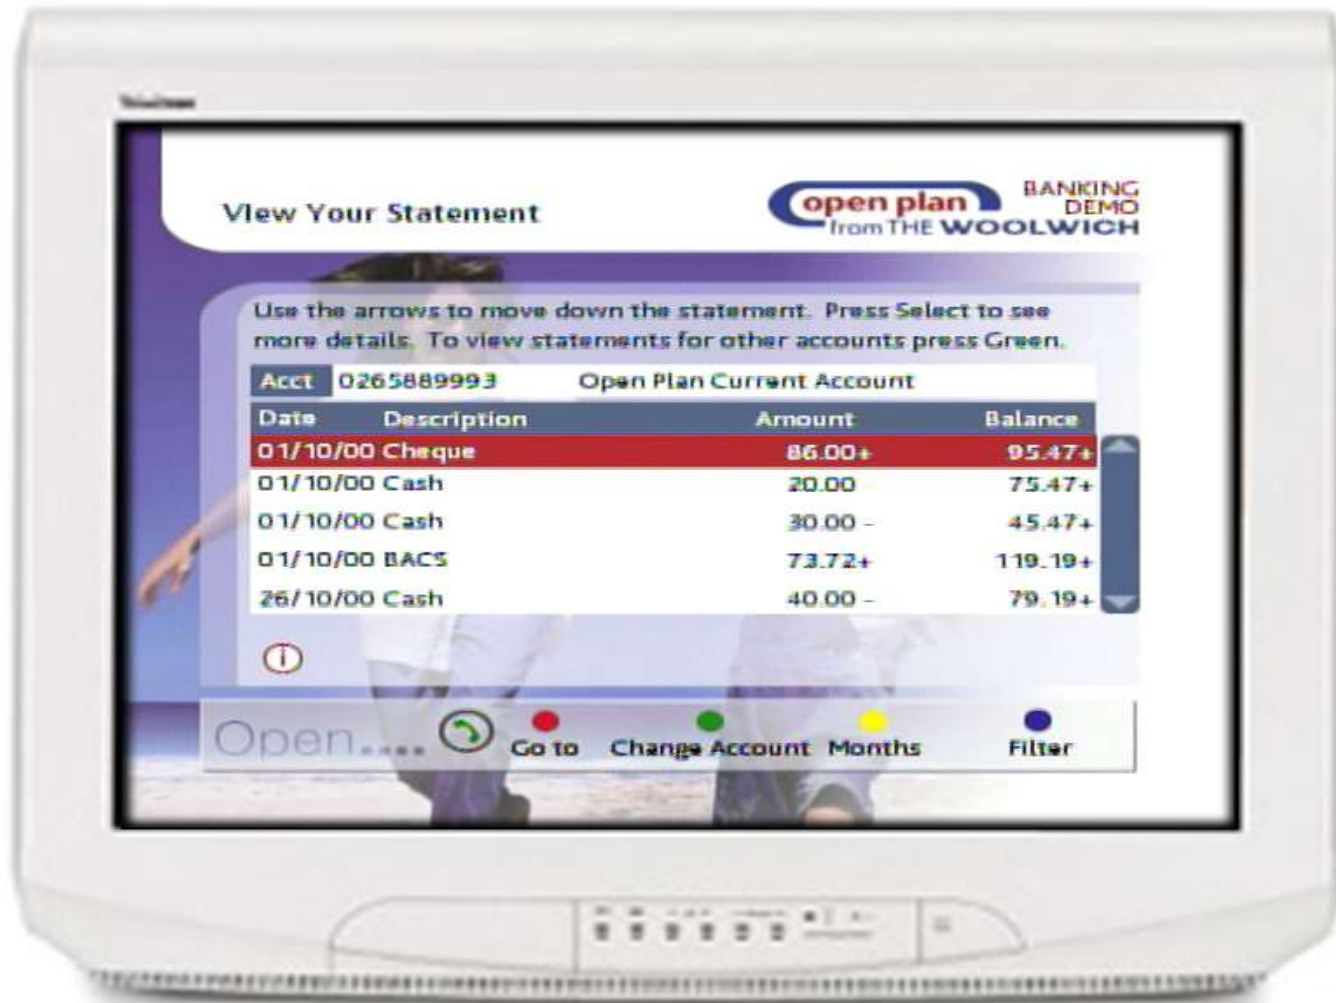 View Your Statement
open plan
from THE WOOLWICH
BANKING
DEMO
Use the arrows to move down the statement. Press Select to see
more details. To view statements for other accounts press Green.
Acct 0265889993 Open Plan Current Account
Date Description Amount Balance
01/10/00 Cheque 86.00+ 95.47+
01/10/00 Cash 20.00 75.47+
01/10/00 Cash 30.00 - 45.47+
01/10/00 BACS 73.72+ 119.19+
26/10/00 Cash 40.00 - 79.19+
i
Open.... Go to Change Account Months Filter